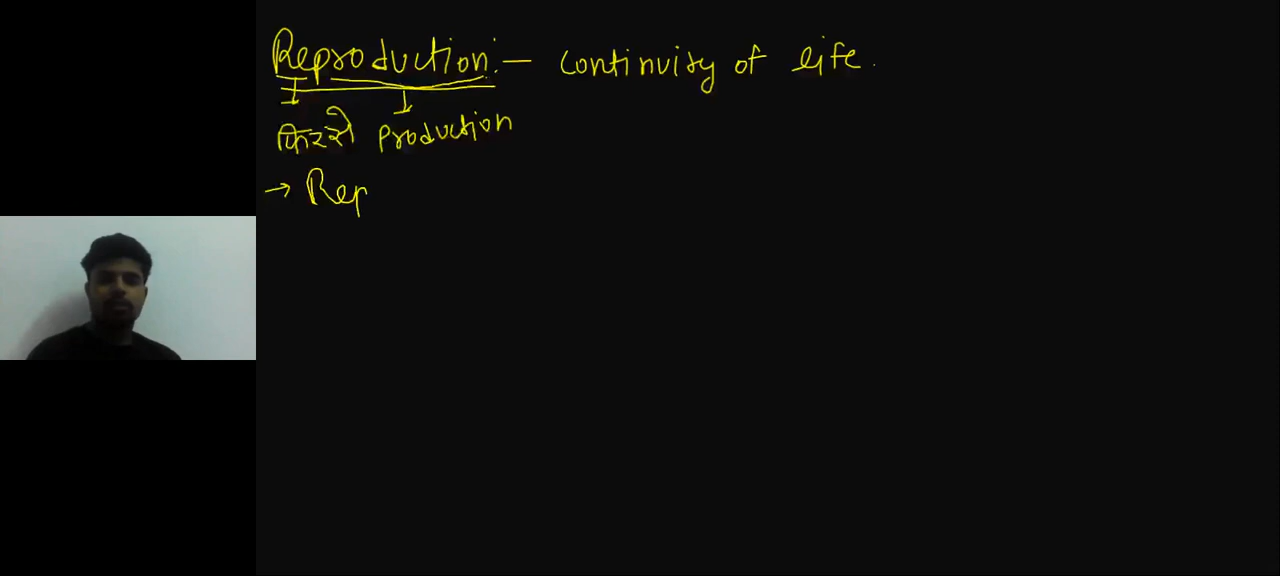 Reproduction:- Continuity of life.
फिरसे Production
→ Rep